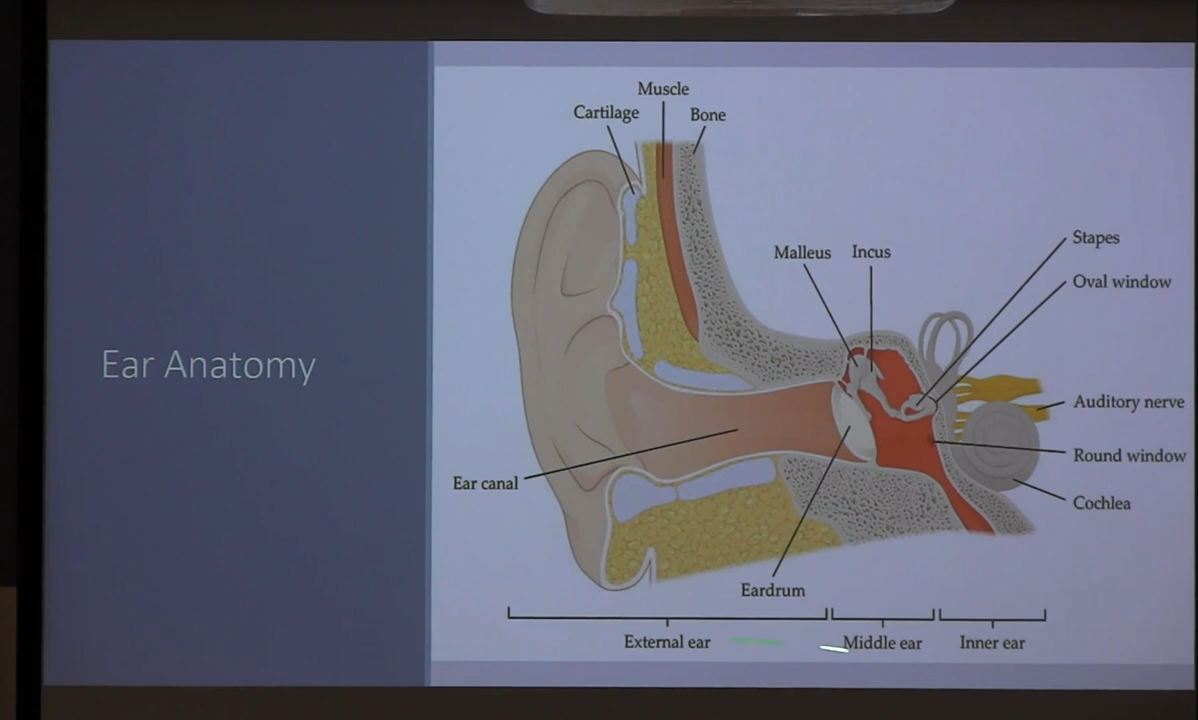 Ear Anatomy
Muscle
Cartilage
Bone
Malleus
Incus
Stapes
Oval window
Auditory nerve
Round window
Cochlea
Ear canal
Eardrum
External ear
Middle ear
Inner ear